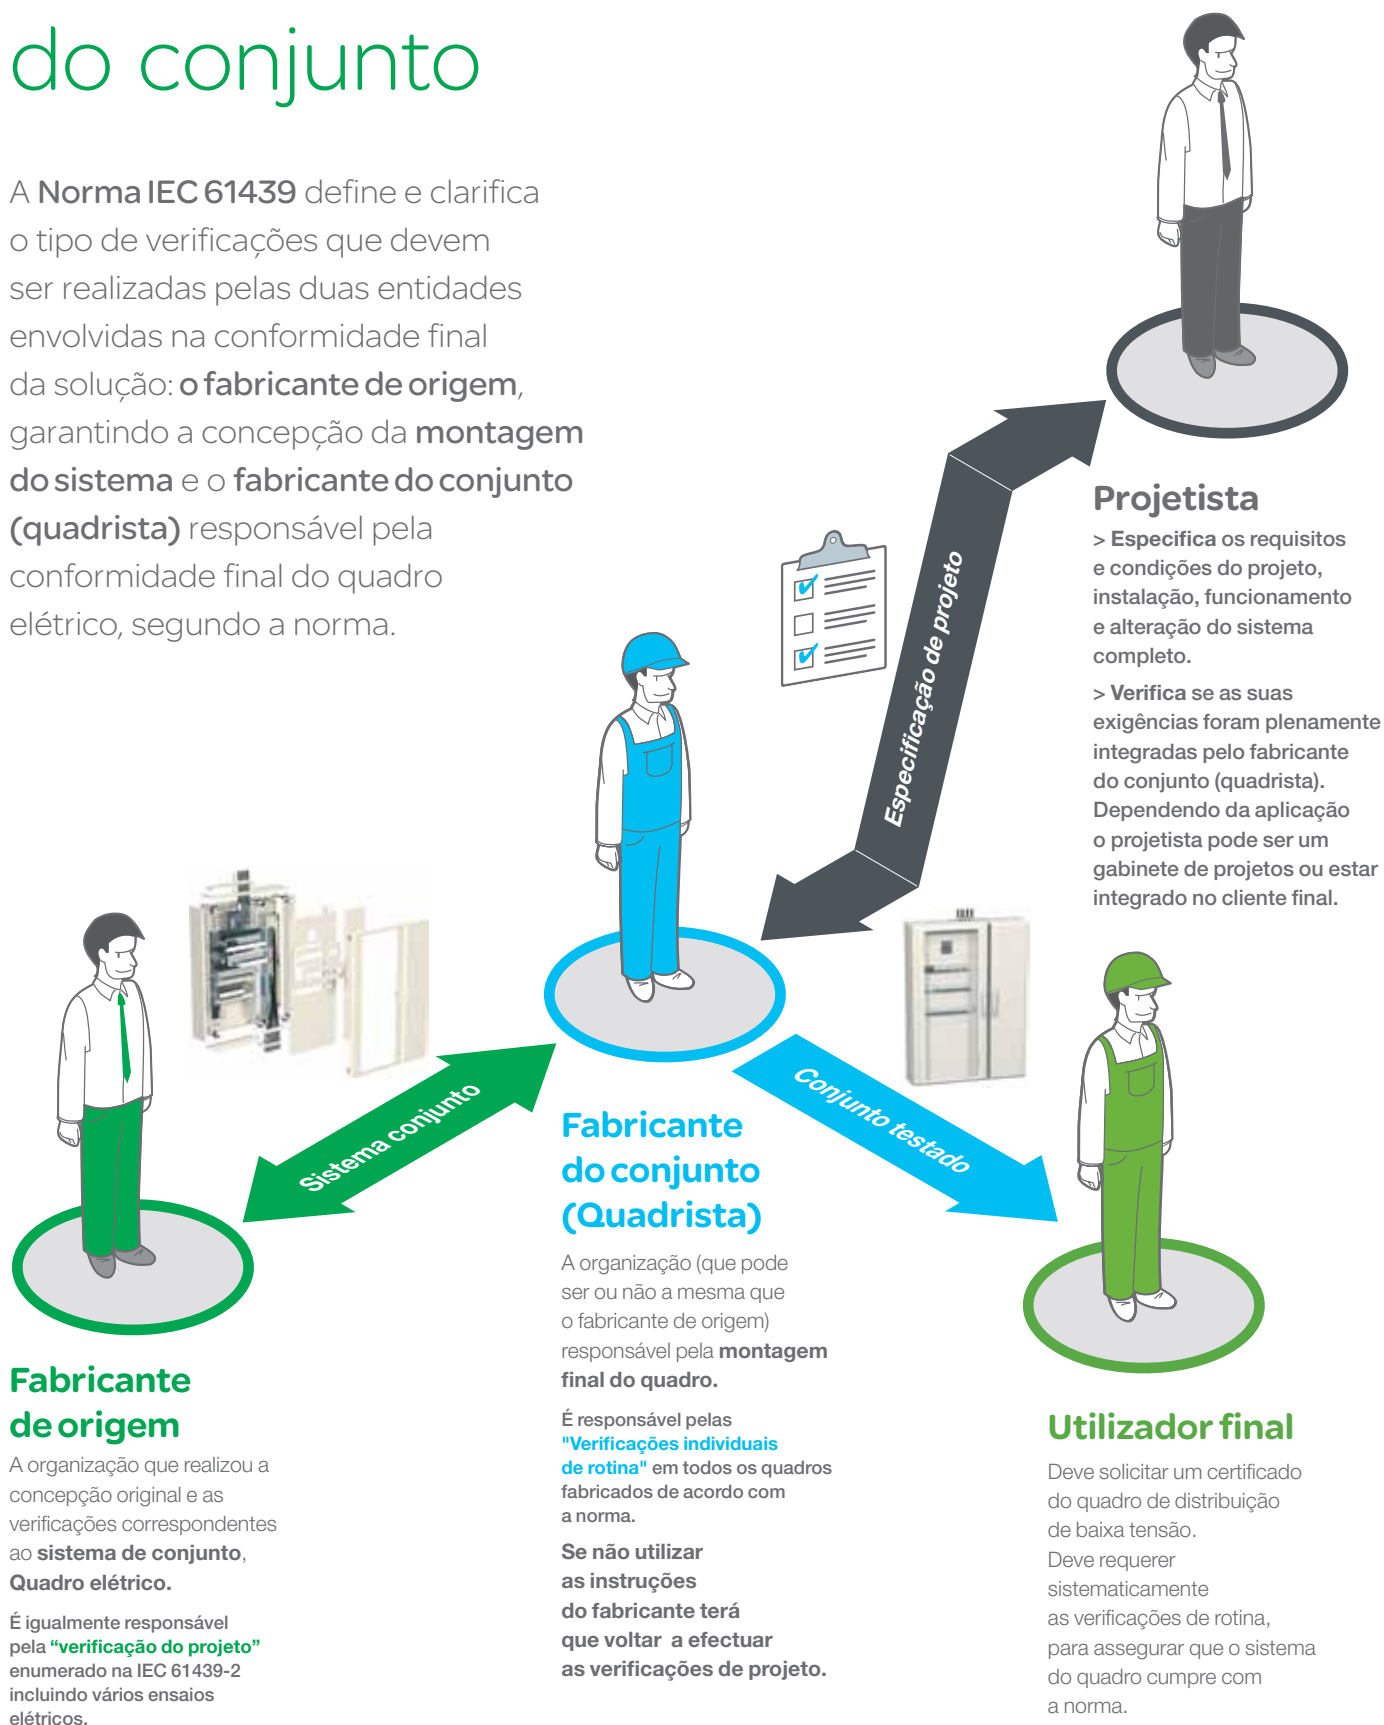 do conjunto
A Norma IEC 61439 define e clarifica
o tipo de verificações que devem
ser realizadas pelas duas entidades
envolvidas na conformidade final
da solução: o fabricante de origem,
garantindo a concepção da montagem
do sistema e o fabricante do conjunto
(quadrista) responsável pela
conformidade final do quadro
elétrico, segundo a norma.
Projetista
> Especifica os requisitos
e condições do projeto,
instalação, funcionamento
e alteração do sistema
completo.
> Verifica se as suas
exigências foram plenamente
integradas pelo fabricante
do conjunto (quadrista).
Dependendo da aplicação
o projetista pode ser um
gabinete de projetos ou estar
integrado no cliente final.
Especificação de projeto
Sistema conjunto
Conjunto testado
Fabricante
de origem
A organização que realizou a
concepção original e as
verificações correspondentes
ao sistema de conjunto,
Quadro elétrico.
É igualmente responsável
pela “verificação do projeto”
enumerado na IEC 61439-2
incluindo vários ensaios
elétricos.
Fabricante
do conjunto
(Quadrista)
A organização (que pode
ser ou não a mesma que
o fabricante de origem)
responsável pela montagem
final do quadro.
É responsável pelas
"Verificações individuais
de rotina" em todos os quadros
fabricados de acordo com
a norma.
Se não utilizar
as instruções
do fabricante terá
que voltar a efectuar
as verificações de projeto.
Utilizador final
Deve solicitar um certificado
do quadro de distribuição
de baixa tensão.
Deve requerer
sistematicamente
as verificações de rotina,
para assegurar que o sistema
do quadro cumpre com
a norma.